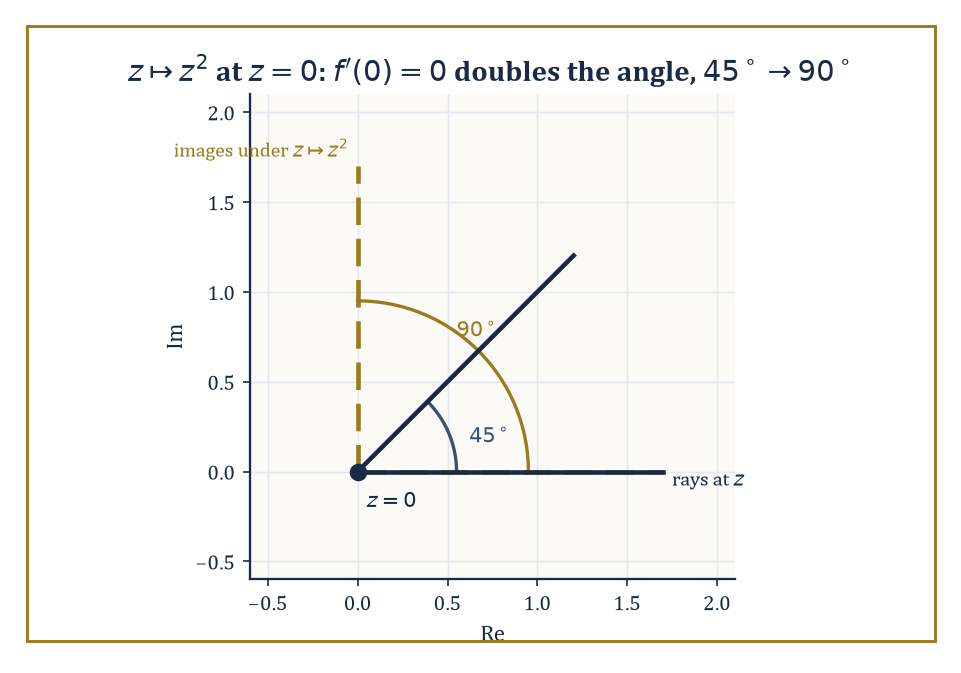 z ↦ z² at z = 0: f′(0) = 0 doubles the angle, 45° → 90°
2.0
images under z ↦ z²
1.5
1.0
Im
90°
0.5
45°
0.0
rays at z
z = 0
−0.5
−0.5 0.0 0.5 1.0 1.5 2.0
Re